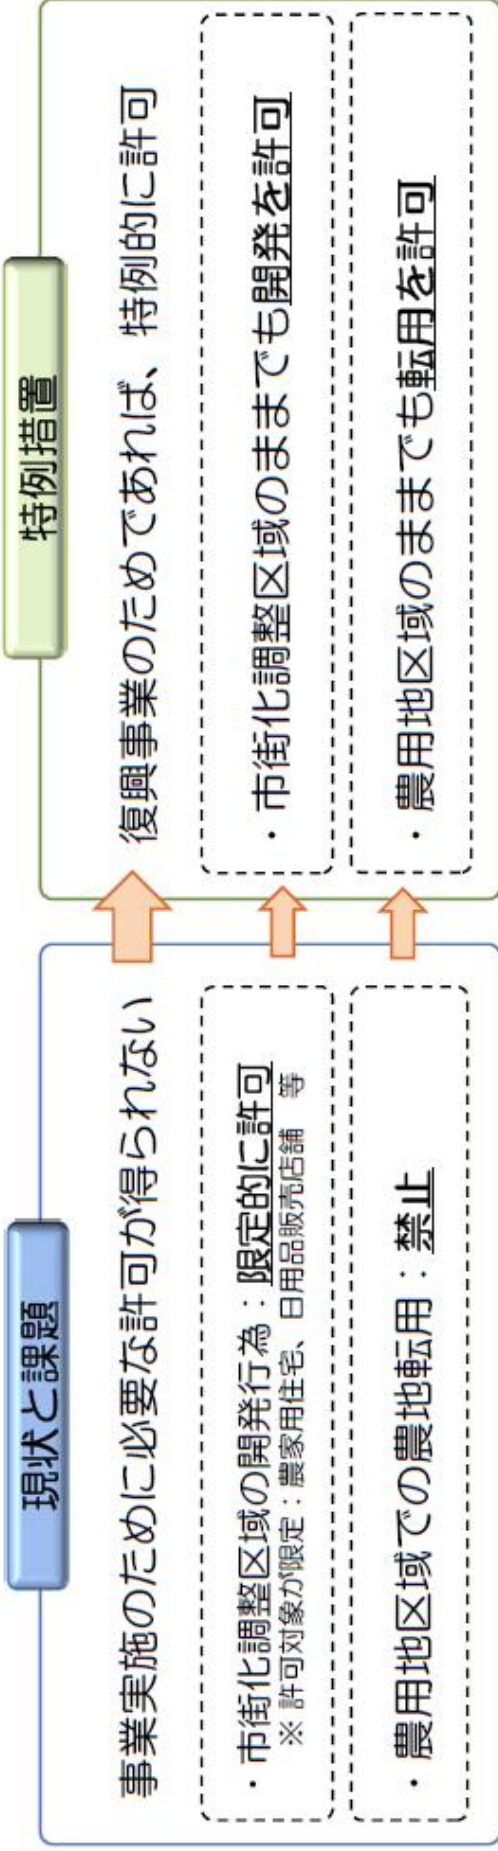 現状と課題
事業実施のために必要な許可が得られない
・市街化調整区域の開発行為：限定的に許可
※ 許可対象が限定：農家用住宅、日用品販売店舗 等
・農用地区域での農地転用：禁止
特例措置
復興事業のためであれば、特例的に許可
・市街化調整区域のままでも開発を許可
・農用地区域のままでも転用を許可